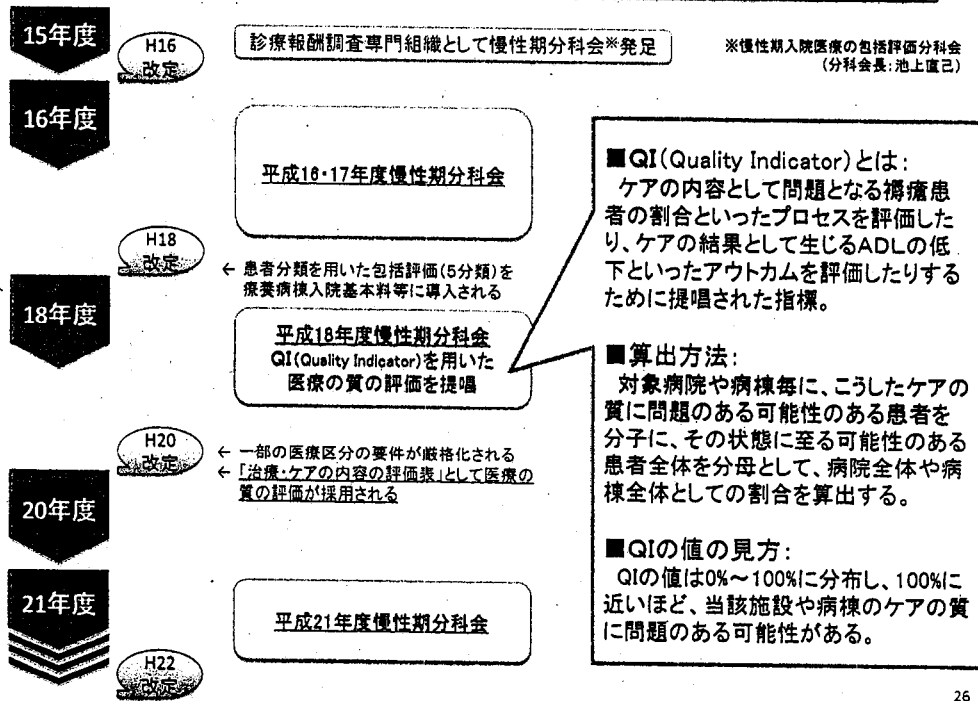 15年度
H16
改定
診療報酬調査専門組織として慢性期分科会※発足
※慢性期入院医療の包括評価分科会
(分科会長:池上直己)
16年度
平成16・17年度慢性期分科会
H18
改定
← 患者分類を用いた包括評価(5分類)を
療養病棟入院基本料等に導入される
18年度
平成18年度慢性期分科会
QI(Quality Indicator)を用いた
医療の質の評価を提唱
H20
改定
← 一部の医療区分の要件が厳格化される
← 「治療・ケアの内容の評価表」として医療の
質の評価が採用される
20年度
21年度
平成21年度慢性期分科会
H22
改定
■QI(Quality Indicator)とは:
ケアの内容として問題となる褥瘡患
者の割合といったプロセスを評価した
り、ケアの結果として生じるADLの低
下といったアウトカムを評価したりする
ために提唱された指標。
■算出方法:
対象病院や病棟毎に、こうしたケアの
質に問題のある可能性のある患者を
分子に、その状態に至る可能性のある
患者全体を分母として、病院全体や病
棟全体としての割合を算出する。
■QIの値の見方:
QIの値は0%～100%に分布し、100%に
近いほど、当該施設や病棟のケアの質
に問題のある可能性がある。
26